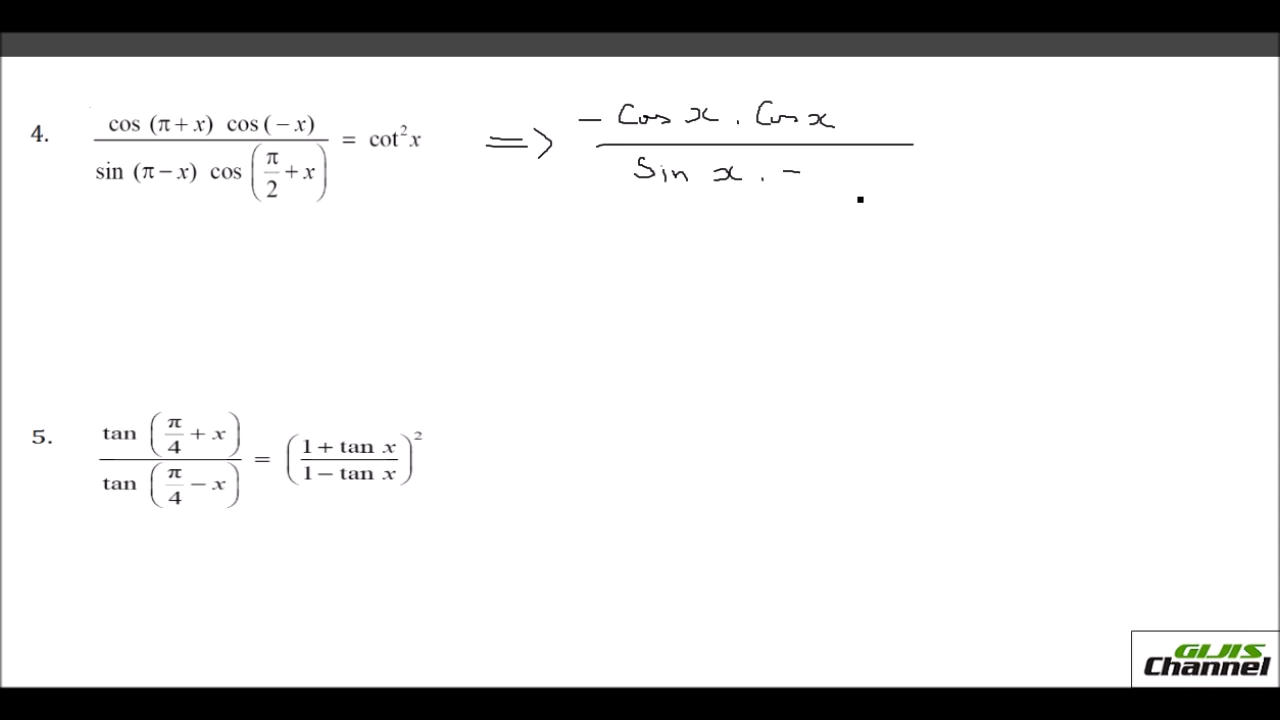 4. cos (π + x) cos (− x) / sin (π − x) cos (π/2 + x) = cot²x ⇒ − Cos x . Cos x / Sin x . −
5. tan (π/4 + x) / tan (π/4 − x) = (1 + tan x / 1 − tan x)²
GIJIS
Channel